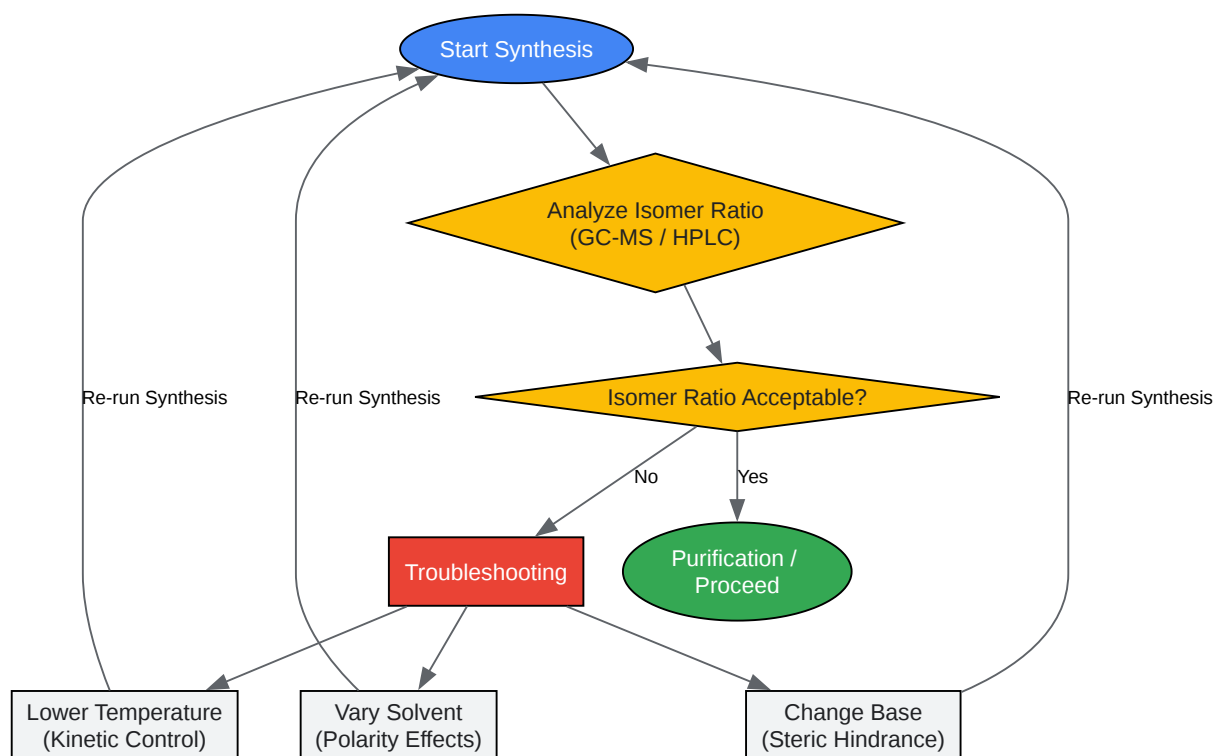 Start Synthesis
Analyze Isomer Ratio
(GC-MS / HPLC)
Re-run Synthesis
Re-run Synthesis
Isomer Ratio Acceptable?
Re-run Synthesis
No
Yes
Troubleshooting
Purification /
Proceed
Lower Temperature
(Kinetic Control)
Vary Solvent
(Polarity Effects)
Change Base
(Steric Hindrance)